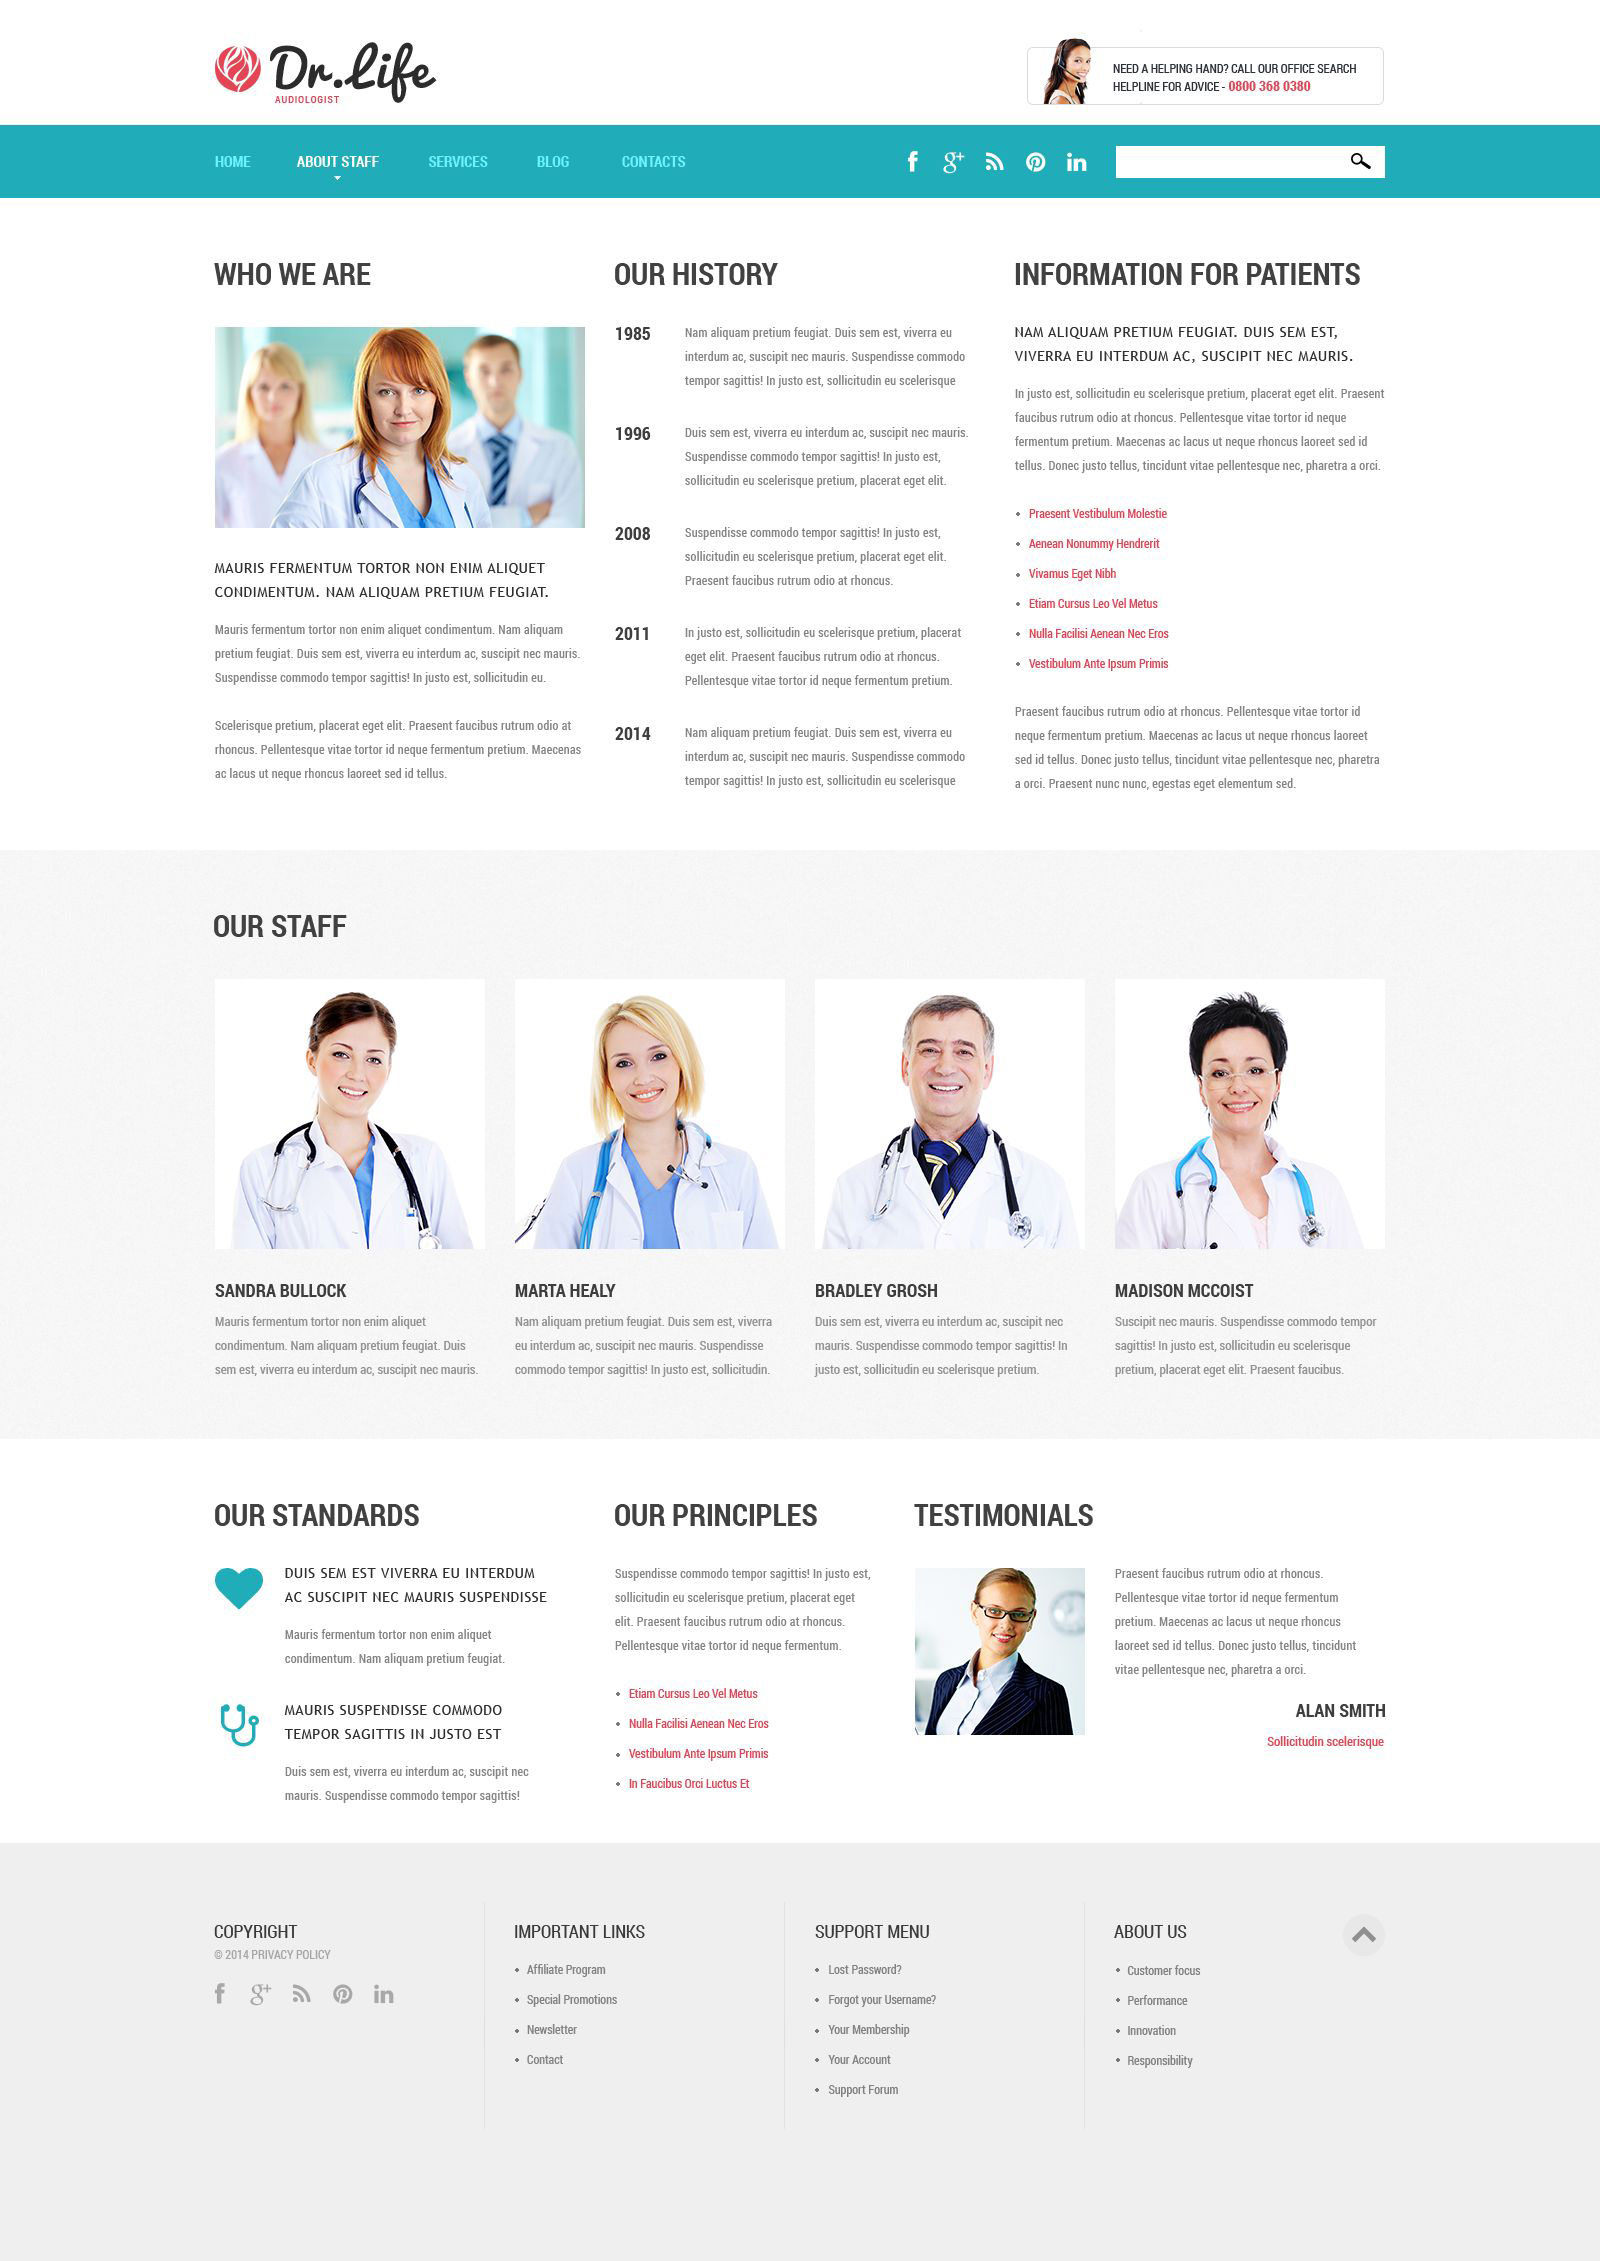 Dr.Life
AUDIOLOGIST
NEED A HELPING HAND? CALL OUR OFFICE SEARCH
HELPLINE FOR ADVICE - 0800 368 0380
HOME
ABOUT STAFF
SERVICES
BLOG
CONTACTS
WHO WE ARE
MAURIS FERMENTUM TORTOR NON ENIM ALIQUET
CONDIMENTUM. NAM ALIQUAM PRETIUM FEUGIAT.
Mauris fermentum tortor non enim aliquet condimentum. Nam aliquam
pretium feugiat. Duis sem est, viverra eu interdum ac, suscipit nec mauris.
Suspendisse commodo tempor sagittis! In justo est, sollicitudin eu.
Scelerisque pretium, placerat eget elit. Praesent faucibus rutrum odio at
rhoncus. Pellentesque vitae tortor id neque fermentum pretium. Maecenas
ac lacus ut neque rhoncus laoreet sed id tellus.
OUR HISTORY
1985
Nam aliquam pretium feugiat. Duis sem est, viverra eu
interdum ac, suscipit nec mauris. Suspendisse commodo
tempor sagittis! In justo est, sollicitudin eu scelerisque
1996
Duis sem est, viverra eu interdum ac, suscipit nec mauris.
Suspendisse commodo tempor sagittis! In justo est,
sollicitudin eu scelerisque pretium, placerat eget elit.
2008
Suspendisse commodo tempor sagittis! In justo est,
sollicitudin eu scelerisque pretium, placerat eget elit.
Praesent faucibus rutrum odio at rhoncus.
2011
In justo est, sollicitudin eu scelerisque pretium, placerat
eget elit. Praesent faucibus rutrum odio at rhoncus.
Pellentesque vitae tortor id neque fermentum pretium.
2014
Nam aliquam pretium feugiat. Duis sem est, viverra eu
interdum ac, suscipit nec mauris. Suspendisse commodo
tempor sagittis! In justo est, sollicitudin eu scelerisque
INFORMATION FOR PATIENTS
NAM ALIQUAM PRETIUM FEUGIAT. DUIS SEM EST,
VIVERRA EU INTERDUM AC, SUSCIPIT NEC MAURIS.
In justo est, sollicitudin eu scelerisque pretium, placerat eget elit. Praesent
faucibus rutrum odio at rhoncus. Pellentesque vitae tortor id neque
fermentum pretium. Maecenas ac lacus ut neque rhoncus laoreet sed id
tellus. Donec justo tellus, tincidunt vitae pellentesque nec, pharetra a orci.
Praesent Vestibulum Molestie
Aenean Nonummy Hendrerit
Vivamus Eget Nibh
Etiam Cursus Leo Vel Metus
Nulla Facilisi Aenean Nec Eros
Vestibulum Ante Ipsum Primis
Praesent faucibus rutrum odio at rhoncus. Pellentesque vitae tortor id
neque fermentum pretium. Maecenas ac lacus ut neque rhoncus laoreet
sed id tellus. Donec justo tellus, tincidunt vitae pellentesque nec, pharetra
a orci. Praesent nunc nunc, egestas eget elementum sed.
OUR STAFF
SANDRA BULLOCK
Mauris fermentum tortor non enim aliquet
condimentum. Nam aliquam pretium feugiat. Duis
sem est, viverra eu interdum ac, suscipit nec mauris.
MARTA HEALY
Nam aliquam pretium feugiat. Duis sem est, viverra
eu interdum ac, suscipit nec mauris. Suspendisse
commodo tempor sagittis! In justo est, sollicitudin.
BRADLEY GROSH
Duis sem est, viverra eu interdum ac, suscipit nec
mauris. Suspendisse commodo tempor sagittis! In
justo est, sollicitudin eu scelerisque pretium.
MADISON MCCOIST
Suscipit nec mauris. Suspendisse commodo tempor
sagittis! In justo est, sollicitudin eu scelerisque
pretium, placerat eget elit. Praesent faucibus.
OUR STANDARDS
DUIS SEM EST VIVERRA EU INTERDUM
AC SUSCIPIT NEC MAURIS SUSPENDISSE
Mauris fermentum tortor non enim aliquet
condimentum. Nam aliquam pretium feugiat.
MAURIS SUSPENDISSE COMMODO
TEMPOR SAGITTIS IN JUSTO EST
Duis sem est, viverra eu interdum ac, suscipit nec
mauris. Suspendisse commodo tempor sagittis!
OUR PRINCIPLES
Suspendisse commodo tempor sagittis! In justo est,
sollicitudin eu scelerisque pretium, placerat eget
elit. Praesent faucibus rutrum odio at rhoncus.
Pellentesque vitae tortor id neque fermentum.
Etiam Cursus Leo Vel Metus
Nulla Facilisi Aenean Nec Eros
Vestibulum Ante Ipsum Primis
In Faucibus Orci Luctus Et
TESTIMONIALS
Praesent faucibus rutrum odio at rhoncus.
Pellentesque vitae tortor id neque fermentum
pretium. Maecenas ac lacus ut neque rhoncus
laoreet sed id tellus. Donec justo tellus, tincidunt
vitae pellentesque nec, pharetra a orci.
ALAN SMITH
Sollicitudin scelerisque
COPYRIGHT
© 2014 PRIVACY POLICY
IMPORTANT LINKS
Affiliate Program
Special Promotions
Newsletter
Contact
SUPPORT MENU
Lost Password?
Forgot your Username?
Your Membership
Your Account
Support Forum
ABOUT US
Customer focus
Performance
Innovation
Responsibility